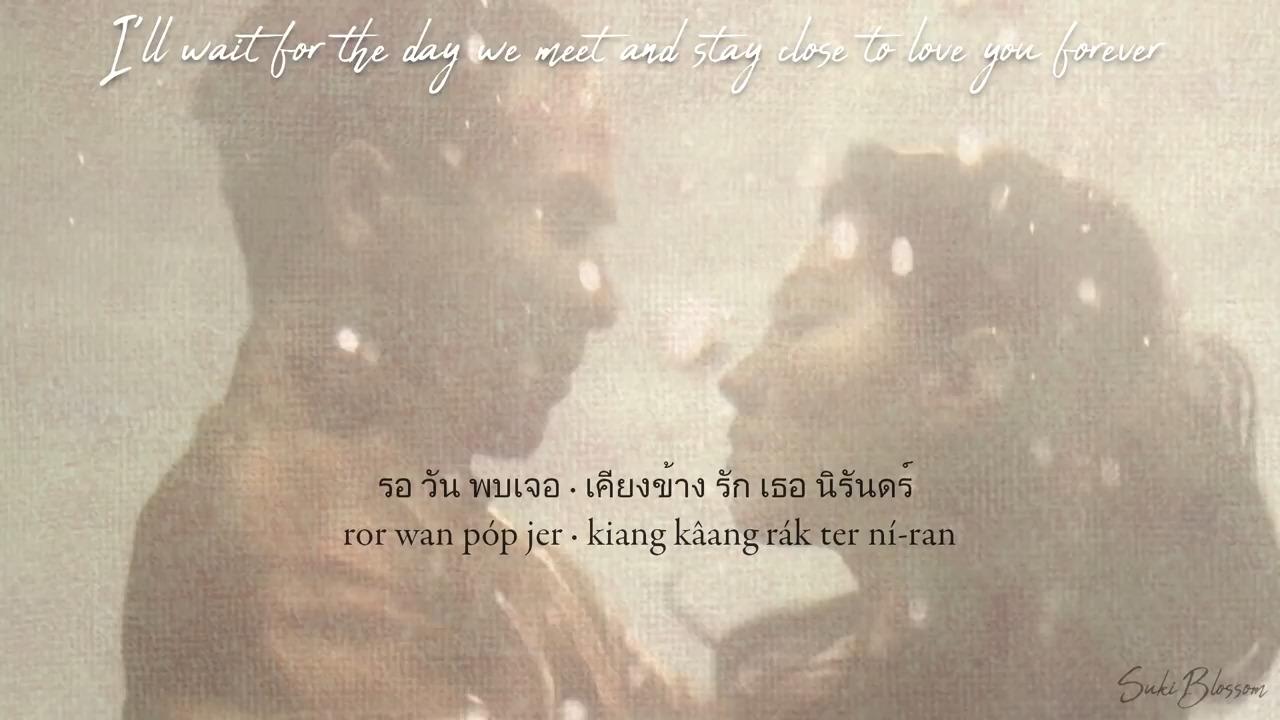 I'll wait for the day we meet and stay close to love you forever
รอ วัน พบเจอ · เคียงข้าง รัก เธอ นิรันดร์
ror wan póp jer · kiang kâang rák ter ní-ran
Suki Blossom